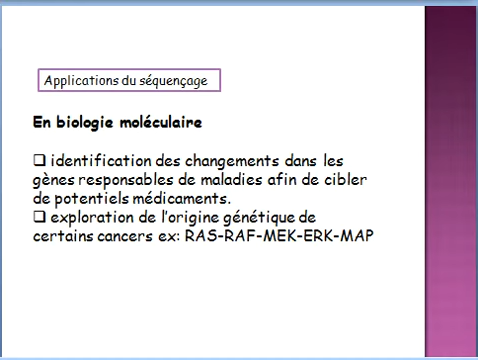 Applications du séquençage
En biologie moléculaire
❑ identification des changements dans les
gènes responsables de maladies afin de cibler
de potentiels médicaments.
❑ exploration de l'origine génétique de
certains cancers ex: RAS-RAF-MEK-ERK-MAP